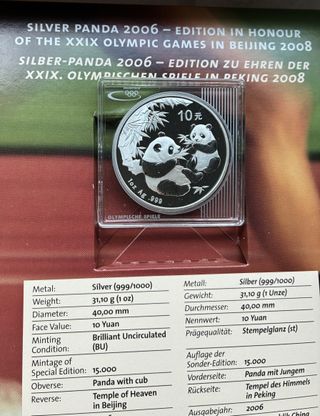 SILVER PANDA 2006 – EDITION IN HONOUR
OF THE XXIX OLYMPIC GAMES IN BEIJING 2008
SILBER-PANDA 2006 – EDITION ZU EHREN DER
XXIX. OLYMPISCHEN SPIELE IN PEKING 2008
10元
1oz Ag .999
OLYMPISCHE SPIELE
Metal: Silver (999/1000)
Weight: 31,10 g (1 oz)
Diameter: 40,00 mm
Face Value: 10 Yuan
Minting
Condition: Brilliant Uncirculated
(BU)
Mintage of
Special Edition: 15.000
Obverse: Panda with cub
Reverse: Temple of Heaven
in Beijing
Metall: Silber (999/1000)
Gewicht: 31,10 g (1 Unze)
Durchmesser: 40,00 mm
Nennwert: 10 Yuan
Prägequalität: Stempelglanz (st)
Auflage der
Sonder-Edition: 15.000
Vorderseite: Panda mit Jungem
Rückseite: Tempel des Himmels
in Peking
Ausgabejahr: 2006